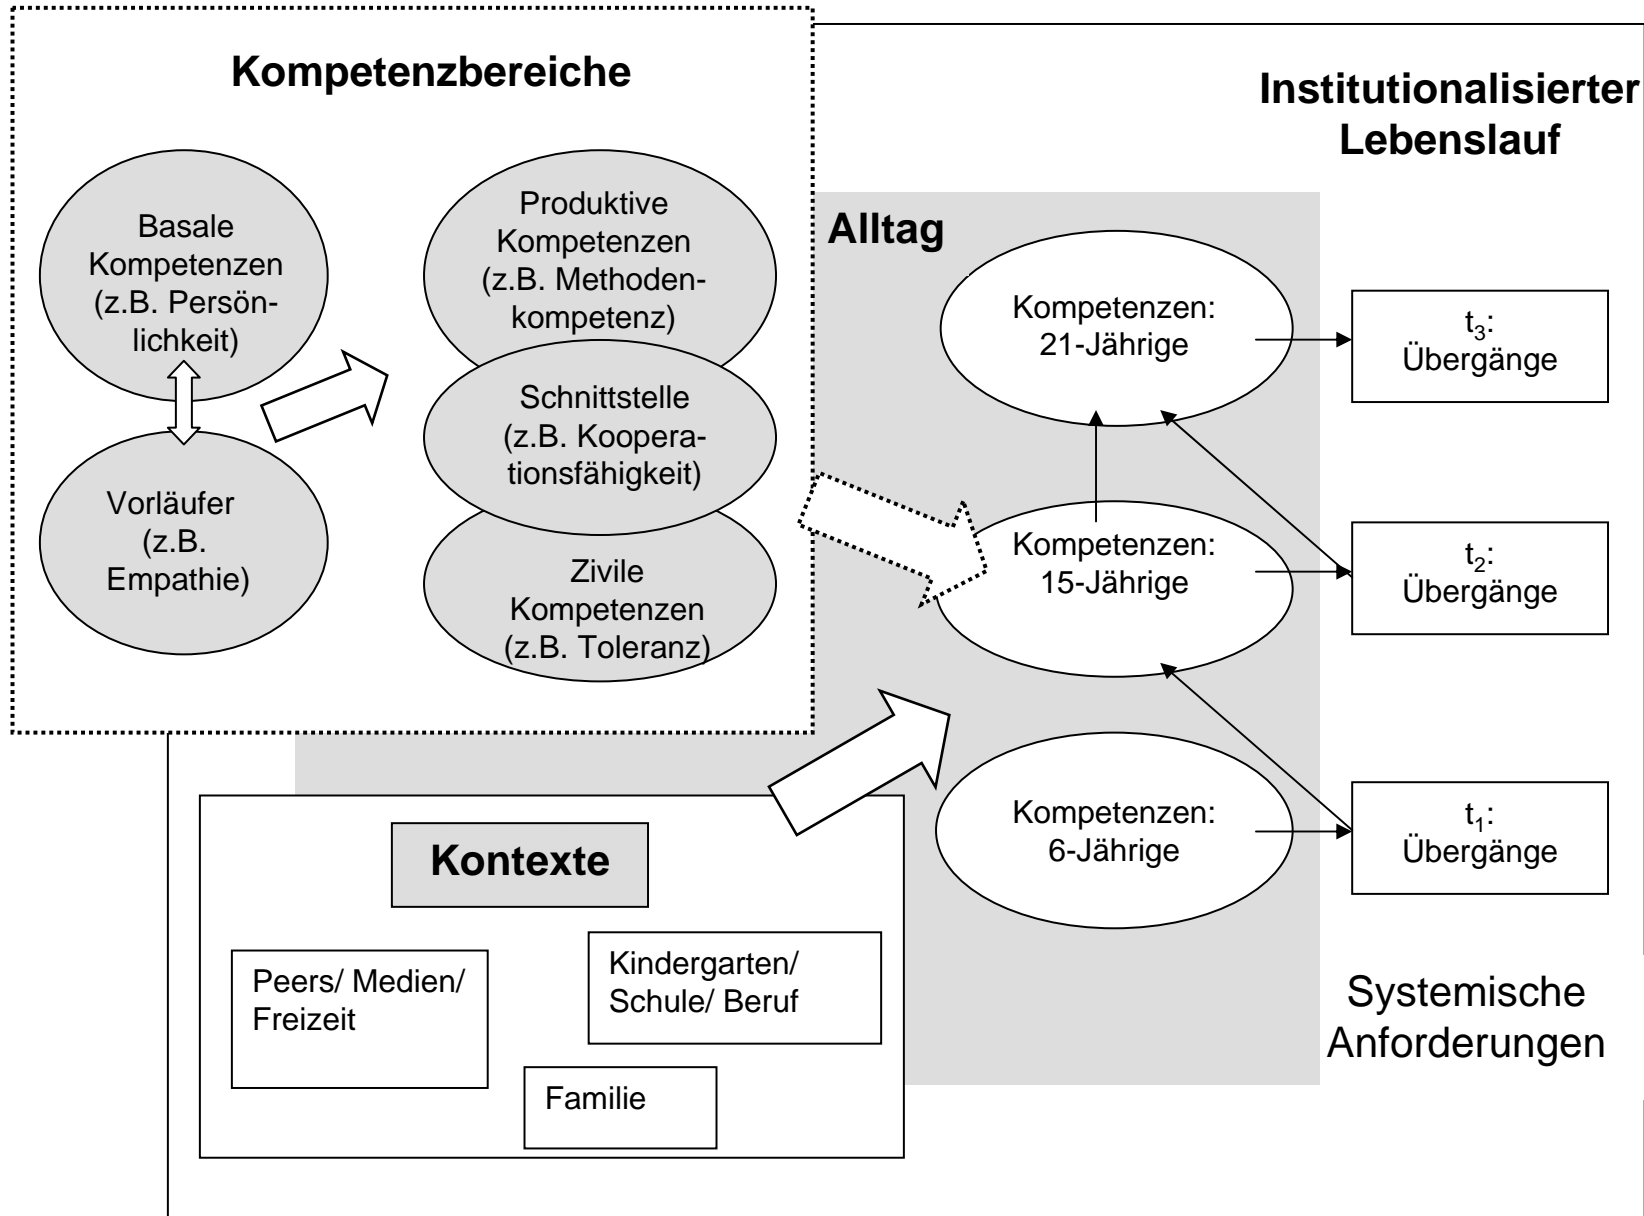 Kompetenzbereiche
Basale
Kompetenzen
(z.B. Persön-
lichkeit)
Vorläufer
(z.B.
Empathie)
Produktive
Kompetenzen
(z.B. Methoden-
kompetenz)
Schnittstelle
(z.B. Koopera-
tionsfähigkeit)
Zivile
Kompetenzen
(z.B. Toleranz)
Institutionalisierter
Lebenslauf
Alltag
Kompetenzen:
21-Jährige
t₃:
Übergänge
Kompetenzen:
15-Jährige
t₂:
Übergänge
Kompetenzen:
6-Jährige
t₁:
Übergänge
Kontexte
Peers/ Medien/
Freizeit
Kindergarten/
Schule/ Beruf
Familie
Systemische
Anforderungen